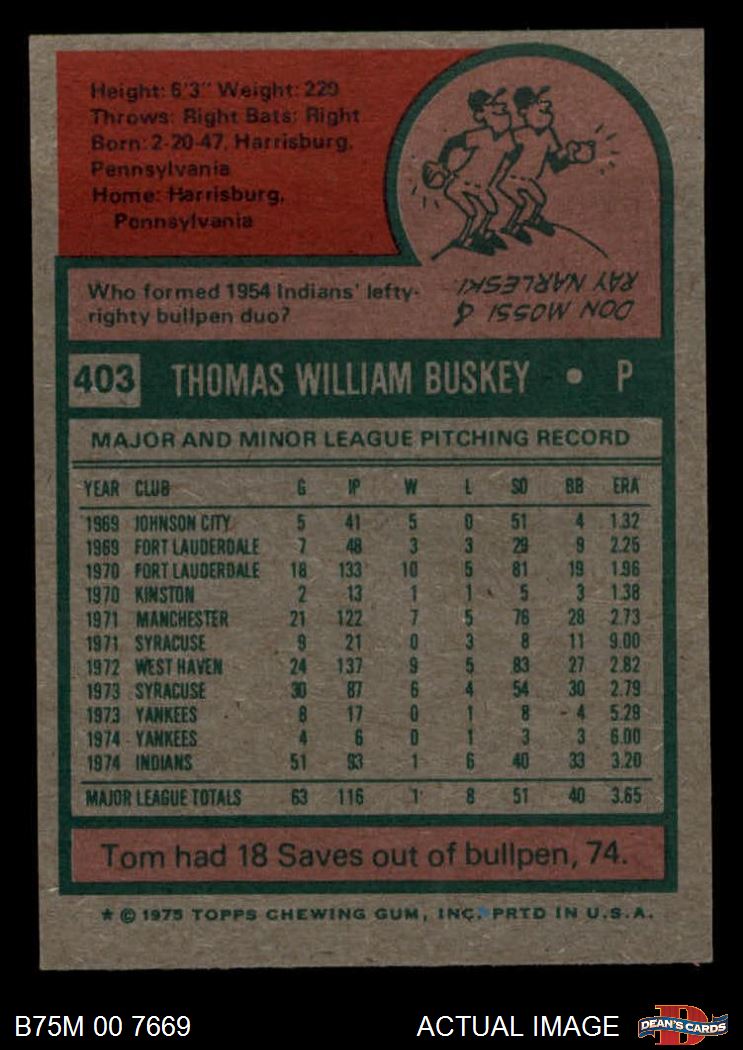 Height: 6'3" Weight: 220
Throws: Right Bats: Right
Born: 2-20-47, Harrisburg,
Pennsylvania
Home: Harrisburg,
Pennsylvania
Who formed 1954 Indians' lefty-
righty bullpen duo?
DON MOSSI &
RAY NARLESKI
403 THOMAS WILLIAM BUSKEY • P
MAJOR AND MINOR LEAGUE PITCHING RECORD
YEAR CLUB G IP W L SO BB ERA
1969 JOHNSON CITY 5 41 5 0 51 4 1.32
1969 FORT LAUDERDALE 7 48 3 3 29 9 2.25
1970 FORT LAUDERDALE 18 133 10 5 81 19 1.96
1970 KINSTON 2 13 1 1 5 3 1.38
1971 MANCHESTER 21 122 7 5 76 28 2.73
1971 SYRACUSE 9 21 0 3 8 11 9.00
1972 WEST HAVEN 24 137 9 5 83 27 2.82
1973 SYRACUSE 30 87 6 4 54 30 2.79
1973 YANKEES 8 17 0 1 8 4 5.29
1974 YANKEES 4 6 0 1 3 3 6.00
1974 INDIANS 51 93 1 6 40 33 3.20
MAJOR LEAGUE TOTALS 63 116 1 8 51 40 3.65
Tom had 18 Saves out of bullpen, 74.
* © 1975 TOPPS CHEWING GUM, INC. PRTD IN U.S.A.
B75M 00 7669 ACTUAL IMAGE D DEAN'S CARDS